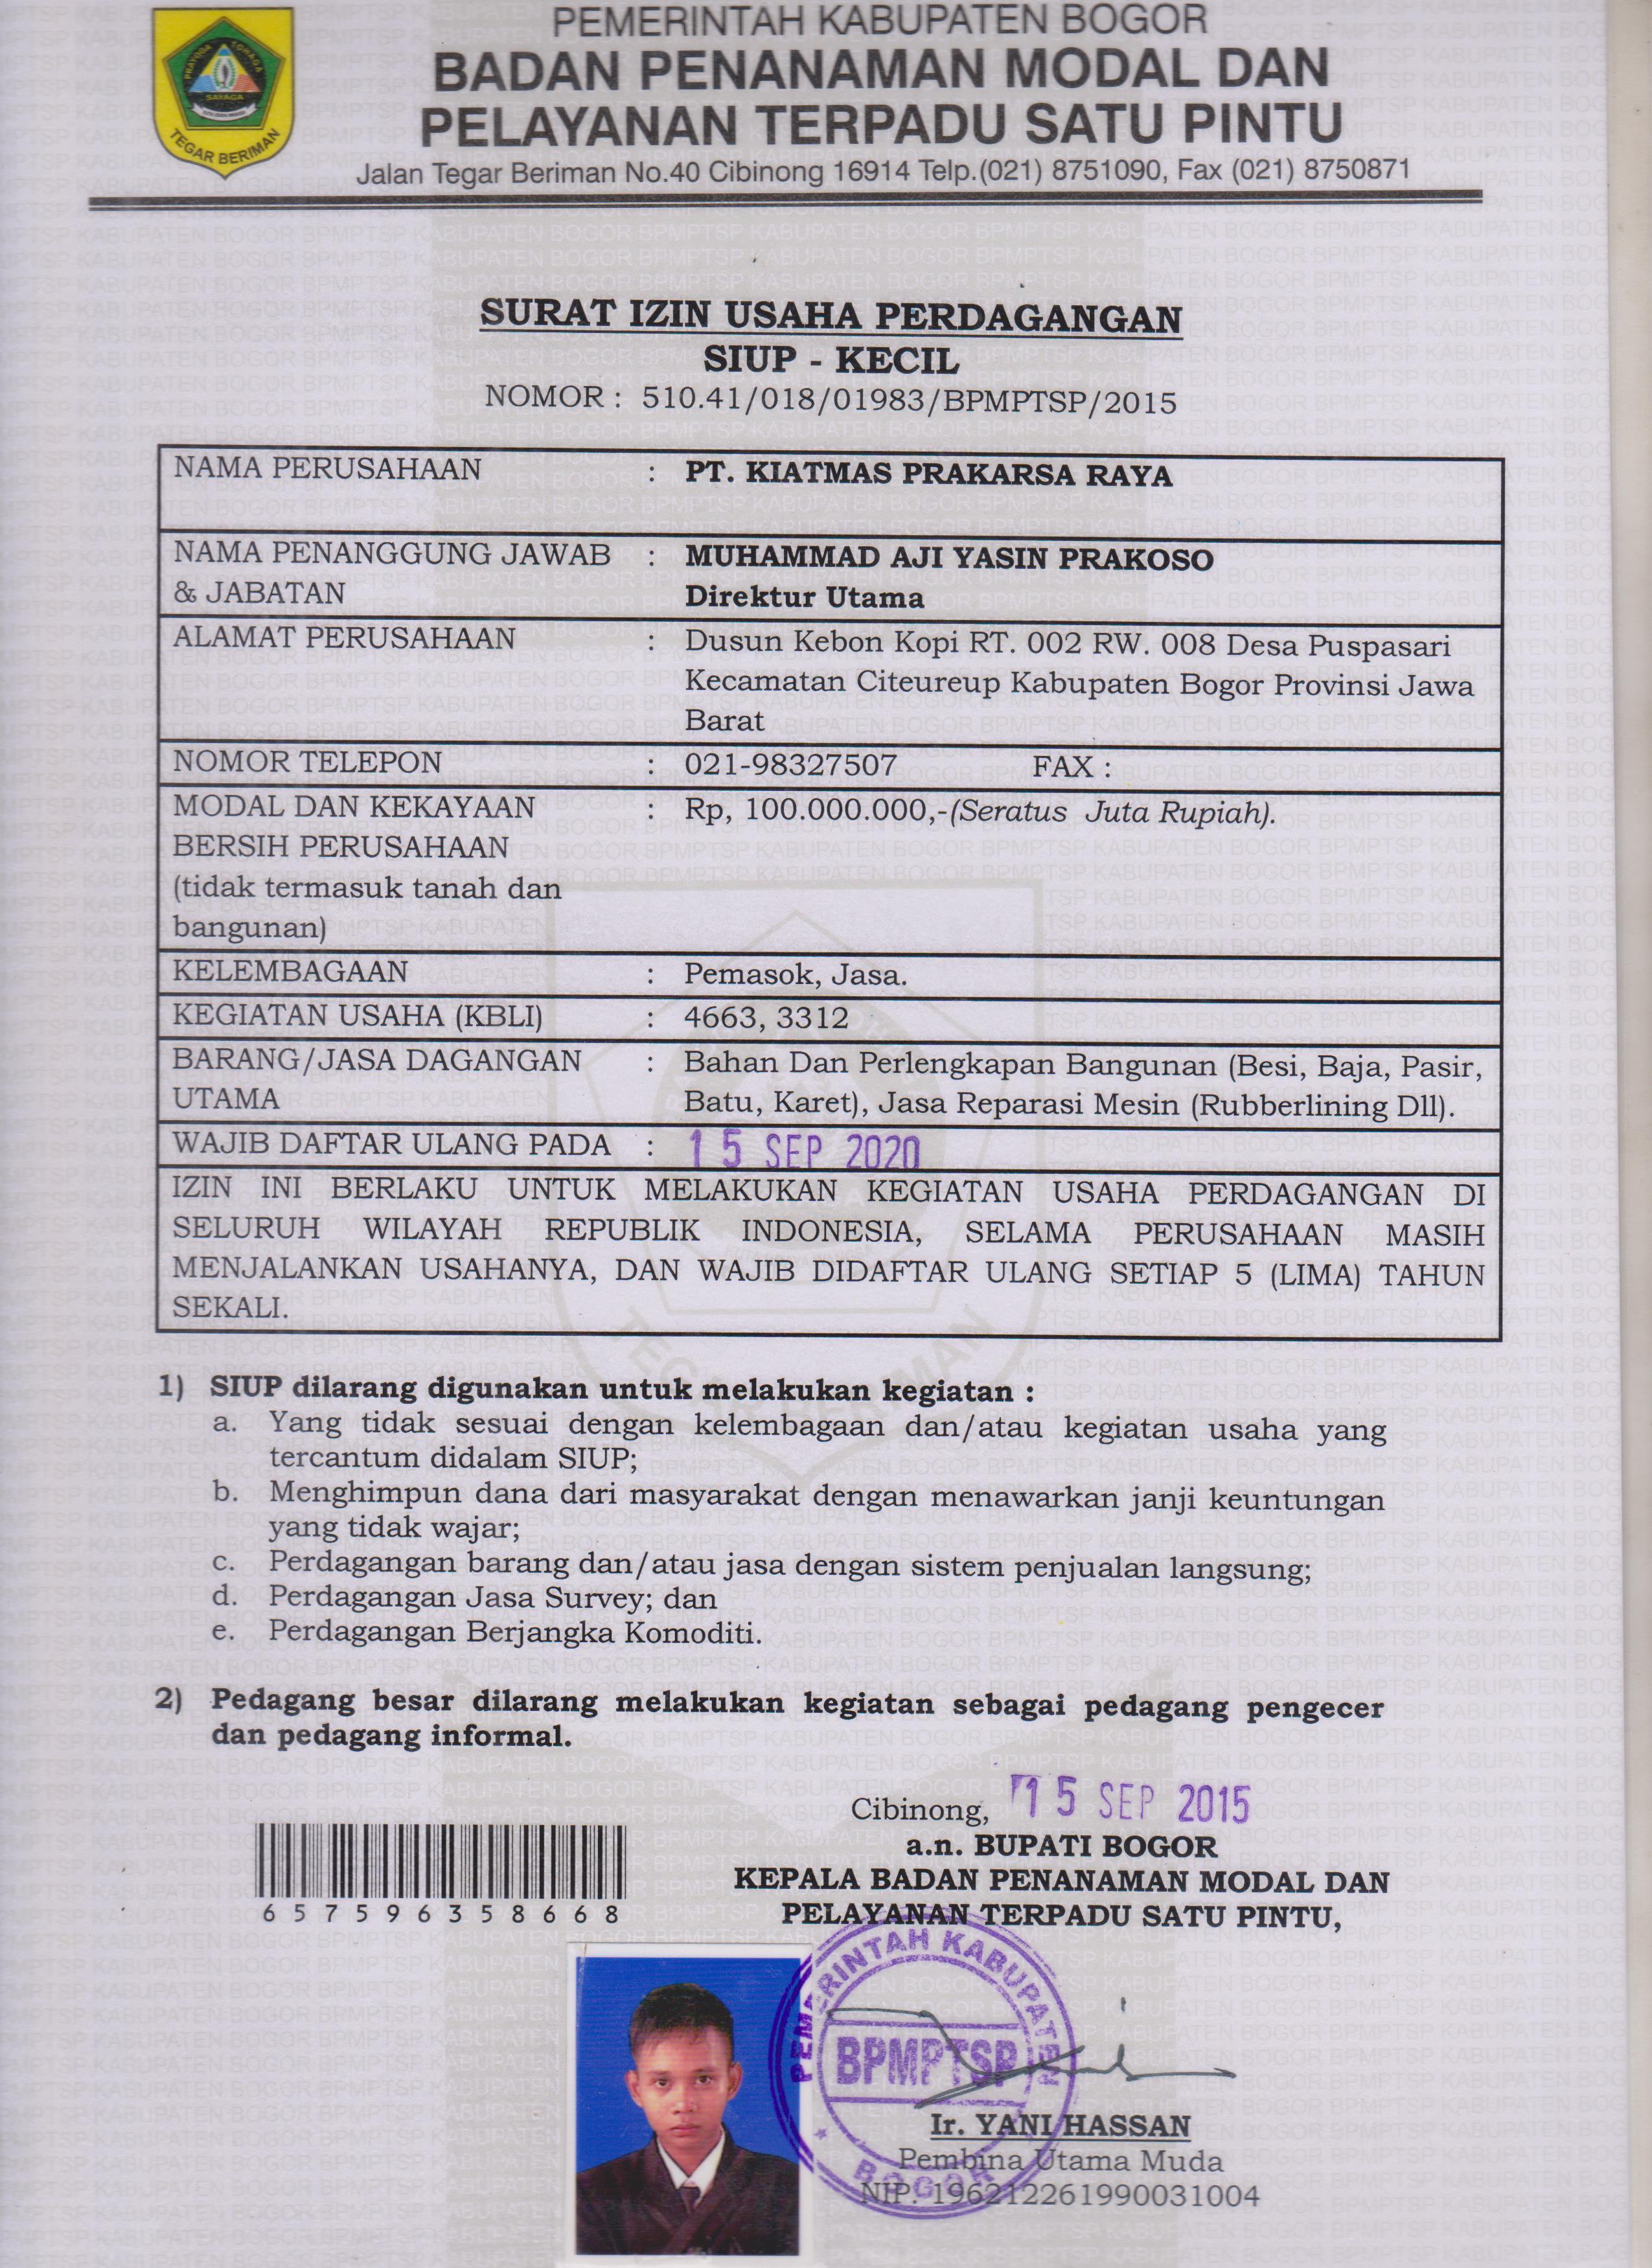 PRAYOGA TOHAGA
SAYAGA
TEGAR BERIMAN
PEMERINTAH KABUPATEN BOGOR
BADAN PENANAMAN MODAL DAN
PELAYANAN TERPADU SATU PINTU
Jalan Tegar Beriman No.40 Cibinong 16914 Telp.(021) 8751090, Fax (021) 8750871
SURAT IZIN USAHA PERDAGANGAN
SIUP - KECIL
NOMOR : 510.41/018/01983/BPMPTSP/2015
NAMA PERUSAHAAN : PT. KIATMAS PRAKARSA RAYA
NAMA PENANGGUNG JAWAB : MUHAMMAD AJI YASIN PRAKOSO
& JABATAN Direktur Utama
ALAMAT PERUSAHAAN : Dusun Kebon Kopi RT. 002 RW. 008 Desa Puspasari
Kecamatan Citeureup Kabupaten Bogor Provinsi Jawa
Barat
NOMOR TELEPON : 021-98327507 FAX :
MODAL DAN KEKAYAAN : Rp, 100.000.000,-(Seratus Juta Rupiah).
BERSIH PERUSAHAAN
(tidak termasuk tanah dan
bangunan)
KELEMBAGAAN : Pemasok, Jasa.
KEGIATAN USAHA (KBLI) : 4663, 3312
BARANG/JASA DAGANGAN : Bahan Dan Perlengkapan Bangunan (Besi, Baja, Pasir,
UTAMA Batu, Karet), Jasa Reparasi Mesin (Rubberlining Dll).
WAJIB DAFTAR ULANG PADA : 15 SEP 2020
IZIN INI BERLAKU UNTUK MELAKUKAN KEGIATAN USAHA PERDAGANGAN DI
SELURUH WILAYAH REPUBLIK INDONESIA, SELAMA PERUSAHAAN MASIH
MENJALANKAN USAHANYA, DAN WAJIB DIDAFTAR ULANG SETIAP 5 (LIMA) TAHUN
SEKALI.
TEGAR BERIMAN
1) SIUP dilarang digunakan untuk melakukan kegiatan :
a. Yang tidak sesuai dengan kelembagaan dan/atau kegiatan usaha yang
tercantum didalam SIUP;
b. Menghimpun dana dari masyarakat dengan menawarkan janji keuntungan
yang tidak wajar;
c. Perdagangan barang dan/atau jasa dengan sistem penjualan langsung;
d. Perdagangan Jasa Survey; dan
e. Perdagangan Berjangka Komoditi.
2) Pedagang besar dilarang melakukan kegiatan sebagai pedagang pengecer
dan pedagang informal.
Cibinong, 15 SEP 2015
a.n. BUPATI BOGOR
KEPALA BADAN PENANAMAN MODAL DAN
PELAYANAN TERPADU SATU PINTU,
657596358668
PEMERINTAH KABUPATEN
BPMPTSP
BOGOR
Ir. YANI HASSAN
Pembina Utama Muda
NIP. 196212261990031004